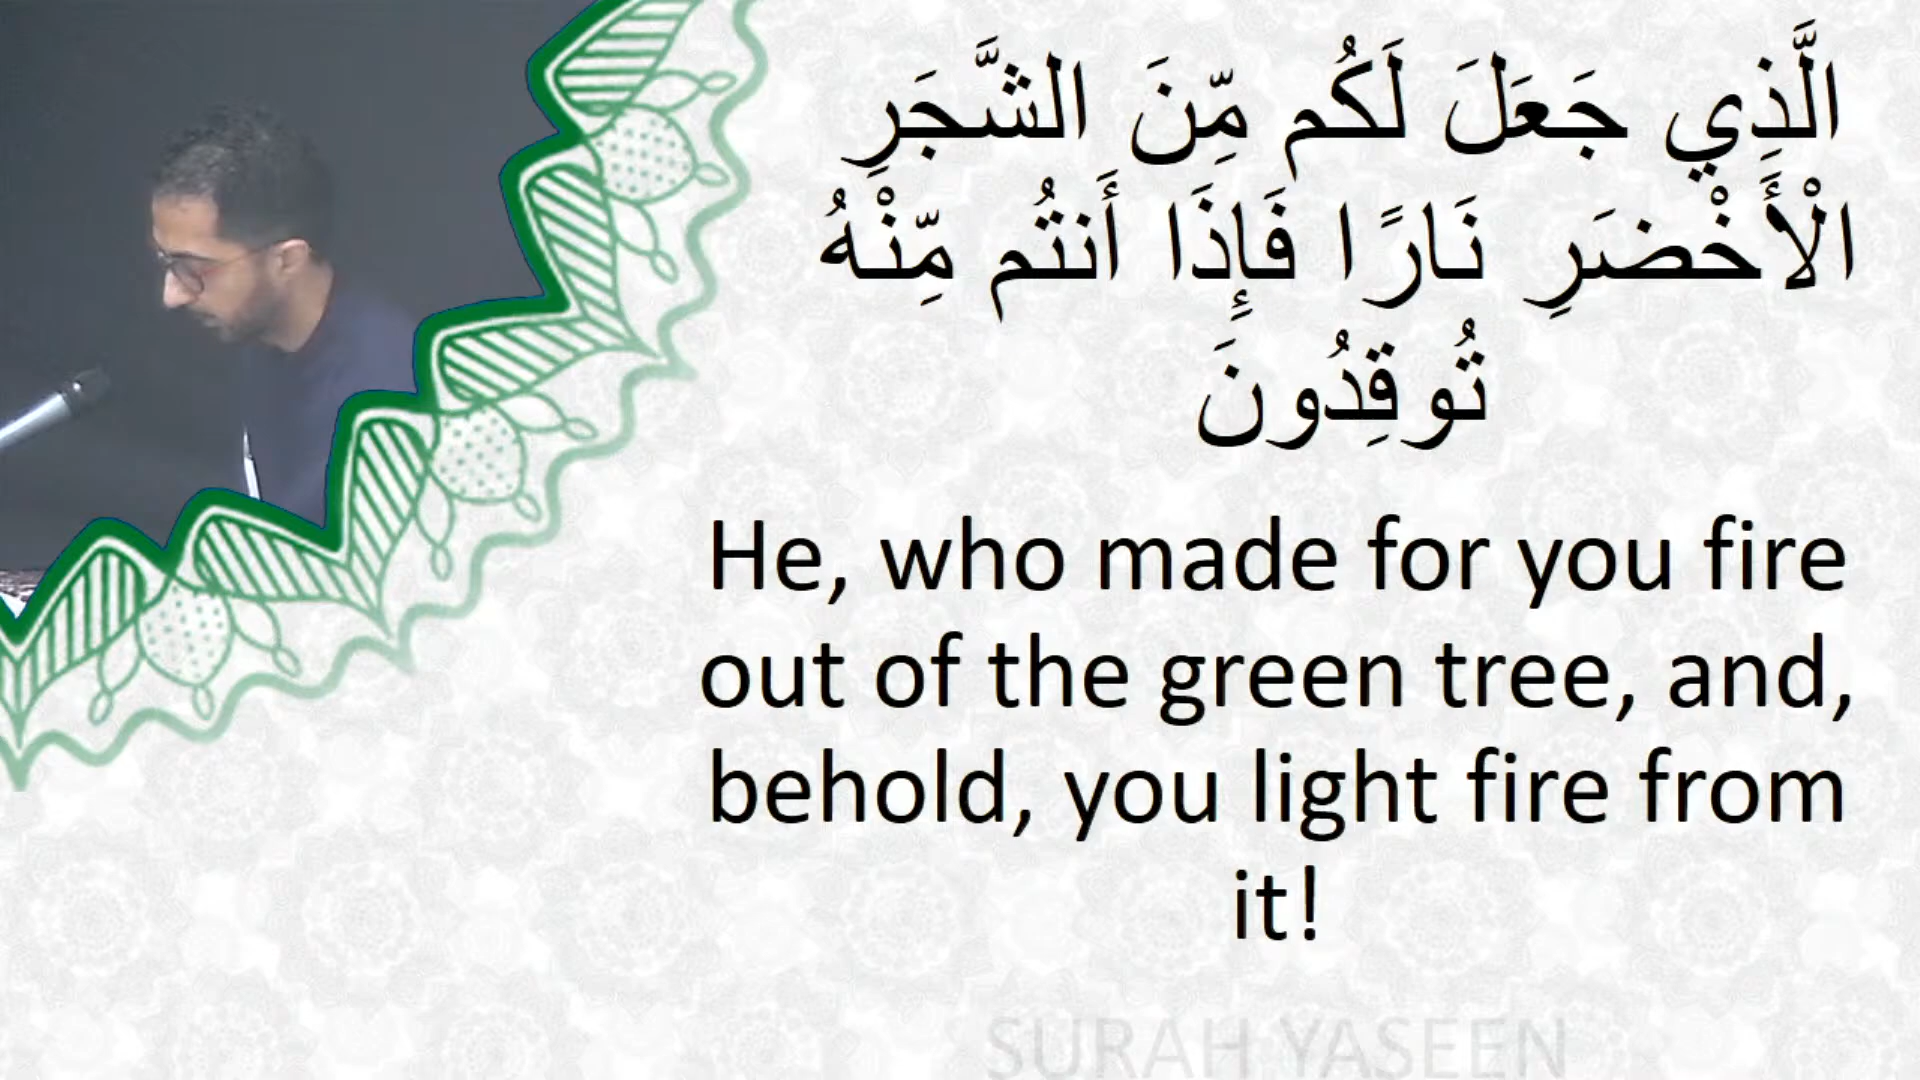 الَّذِي جَعَلَ لَكُم مِّنَ الشَّجَرِ
الْأَخْضَرِ نَارًا فَإِذَا أَنتُم مِّنْهُ
تُوقِدُونَ
He, who made for you fire
out of the green tree, and,
behold, you light fire from
it!
SURAH YASEEN